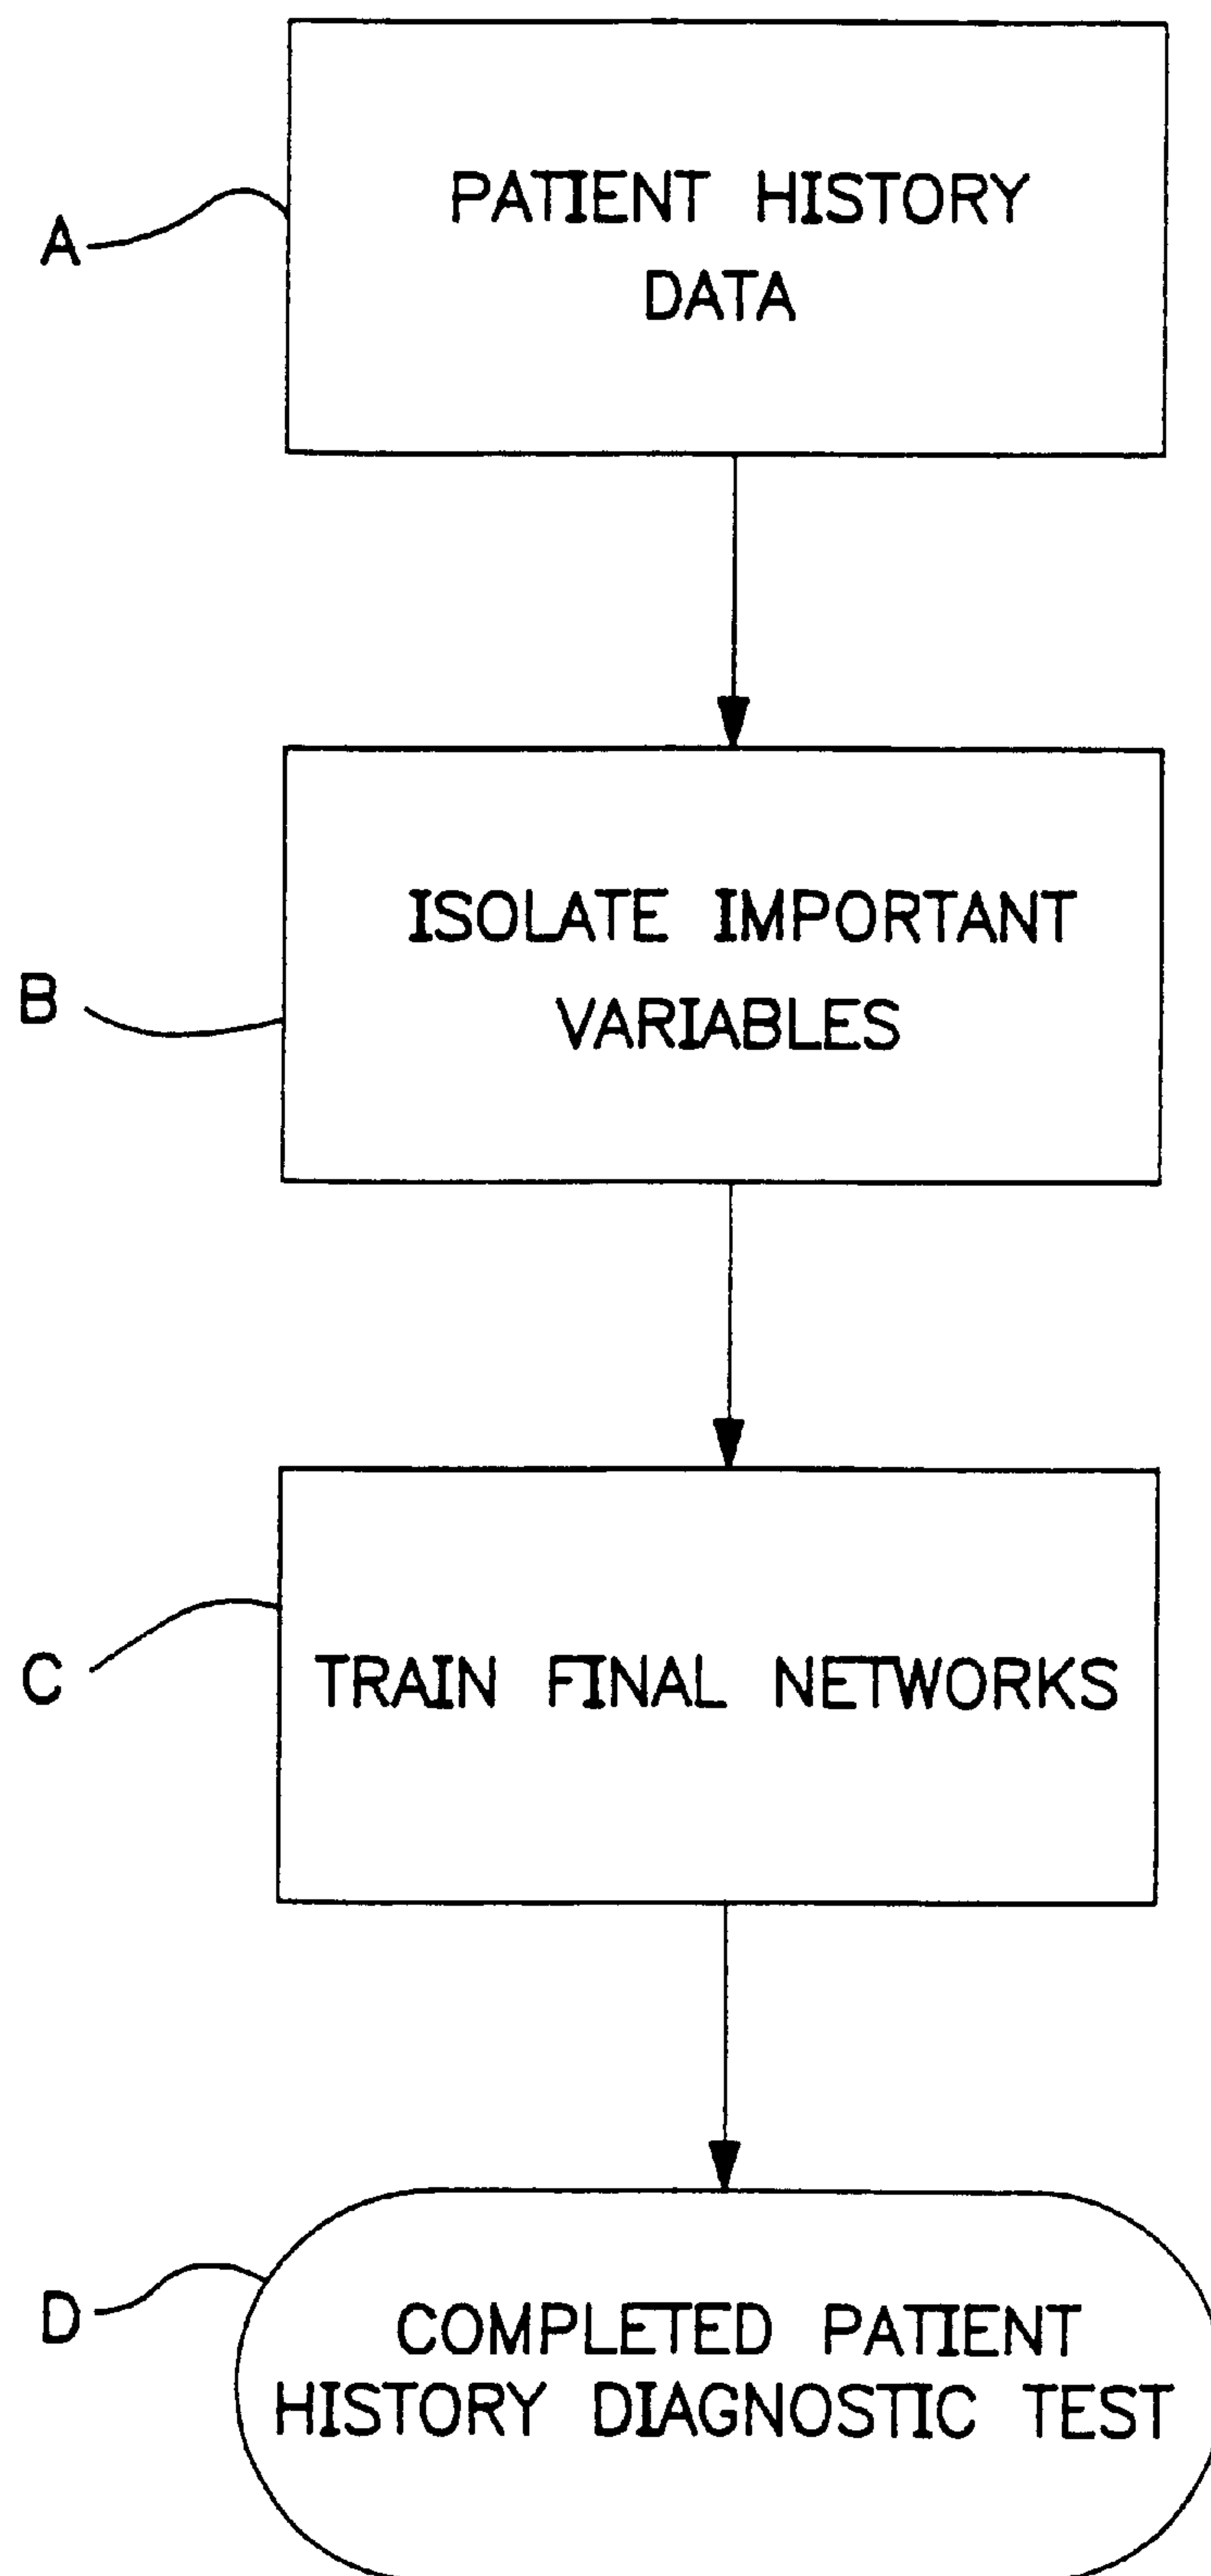 PATIENT HISTORY
DATA
A
ISOLATE IMPORTANT
VARIABLES
B
TRAIN FINAL NETWORKS
C
COMPLETED PATIENT
HISTORY DIAGNOSTIC TEST
D